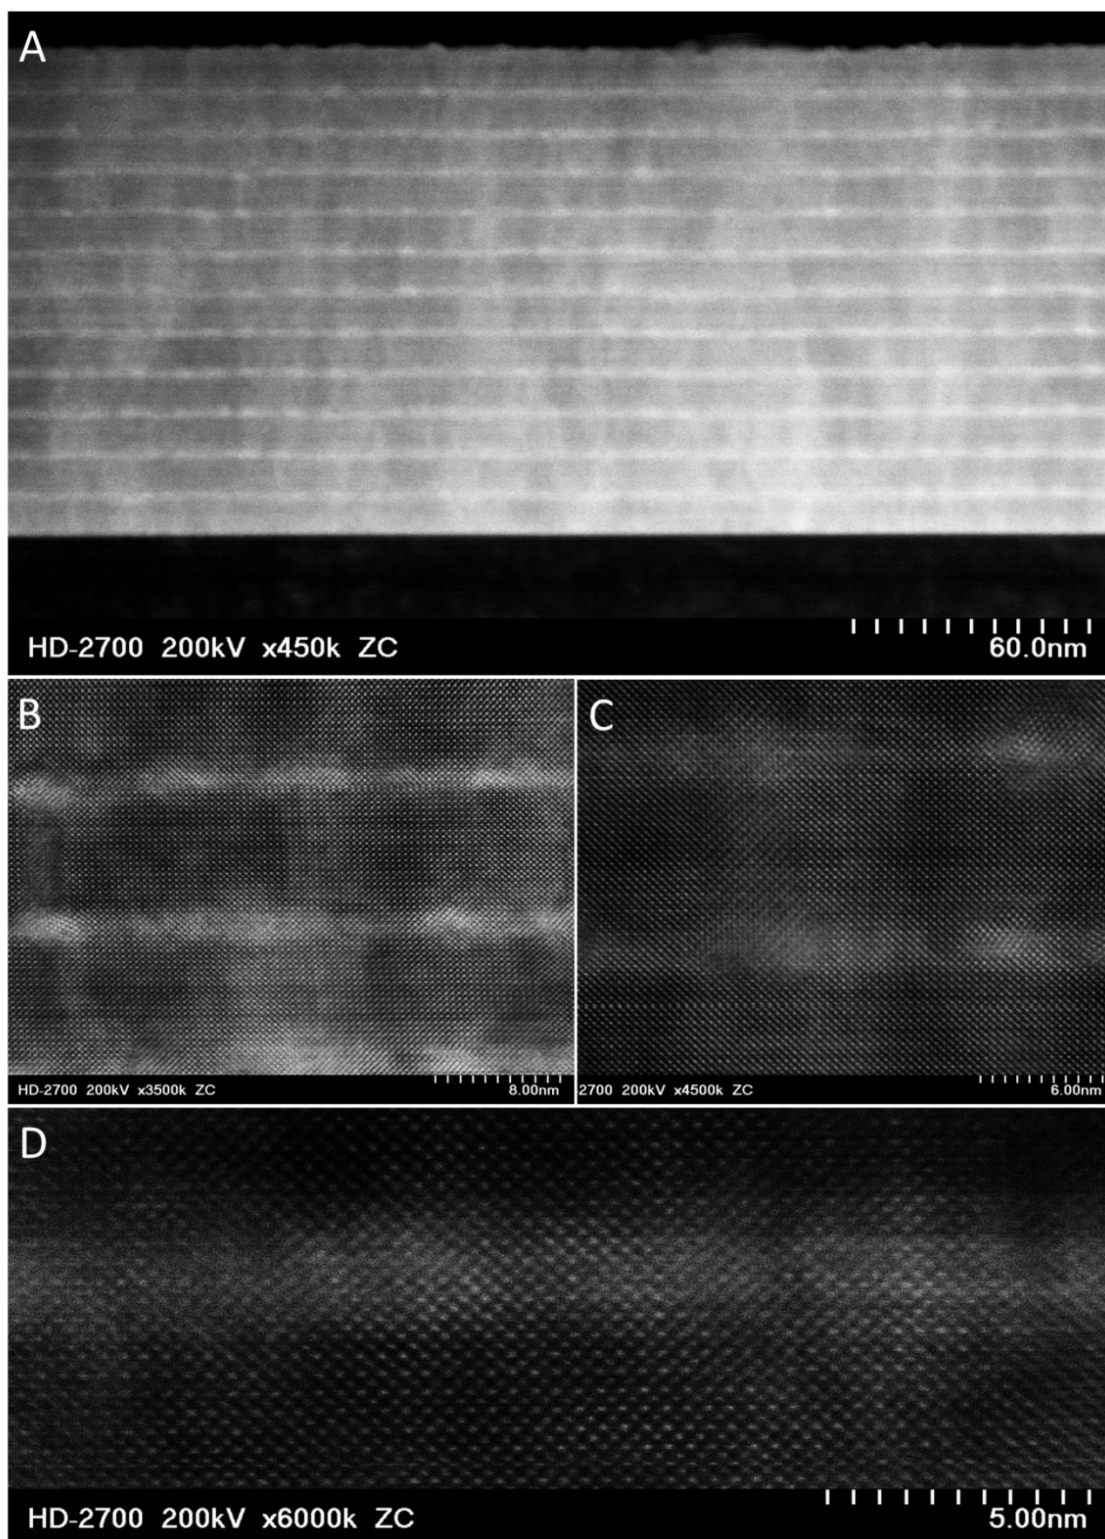 A
HD-2700 200kV x450k ZC
60.0nm
B
C
HD-2700 200kV x3500k ZC
8.00nm
2700 200kV x4500k ZC
6.00nm
D
HD-2700 200kV x6000k ZC
5.00nm